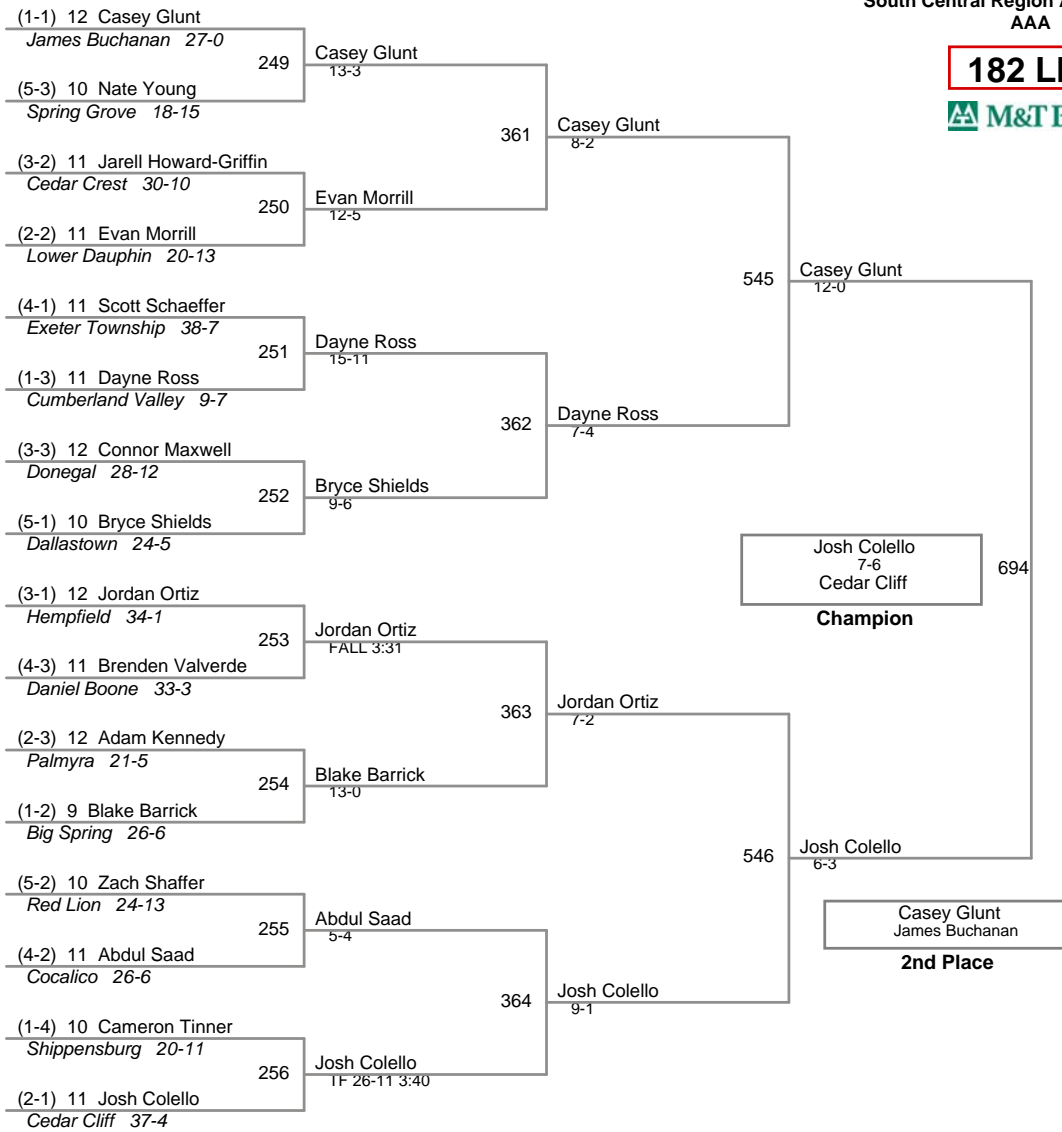 South Central Region
AAA
182
M&T
(1-1) 12 Casey Glunt
James Buchanan 27-0
249
Casey Glunt
13-3
(5-3) 10 Nate Young
Spring Grove 18-15
361
Casey Glunt
8-2
(3-2) 11 Jarell Howard-Griffin
Cedar Crest 30-10
250
Evan Morrill
12-5
(2-2) 11 Evan Morrill
Lower Dauphin 20-13
545
Casey Glunt
12-0
(4-1) 11 Scott Schaeffer
Exeter Township 38-7
251
Dayne Ross
15-11
(1-3) 11 Dayne Ross
Cumberland Valley 9-7
362
Dayne Ross
7-4
(3-3) 12 Connor Maxwell
Donegal 28-12
252
Bryce Shields
9-6
(5-1) 10 Bryce Shields
Dallastown 24-5
Josh Colello
7-6
Cedar Cliff
694
Champion
(3-1) 12 Jordan Ortiz
Hempfield 34-1
253
Jordan Ortiz
FALL 3:31
(4-3) 11 Brenden Valverde
Daniel Boone 33-3
363
Jordan Ortiz
7-2
(2-3) 12 Adam Kennedy
Palmyra 21-5
254
Blake Barrick
13-0
(1-2) 9 Blake Barrick
Big Spring 26-6
546
Josh Colello
6-3
(5-2) 10 Zach Shaffer
Red Lion 24-13
255
Abdul Saad
5-4
(4-2) 11 Abdul Saad
Cocalico 26-6
Casey Glunt
James Buchanan
2nd Place
364
Josh Colello
9-1
(1-4) 10 Cameron Tinner
Shippensburg 20-11
256
Josh Colello
TF 26-11 3:40
(2-1) 11 Josh Colello
Cedar Cliff 37-4